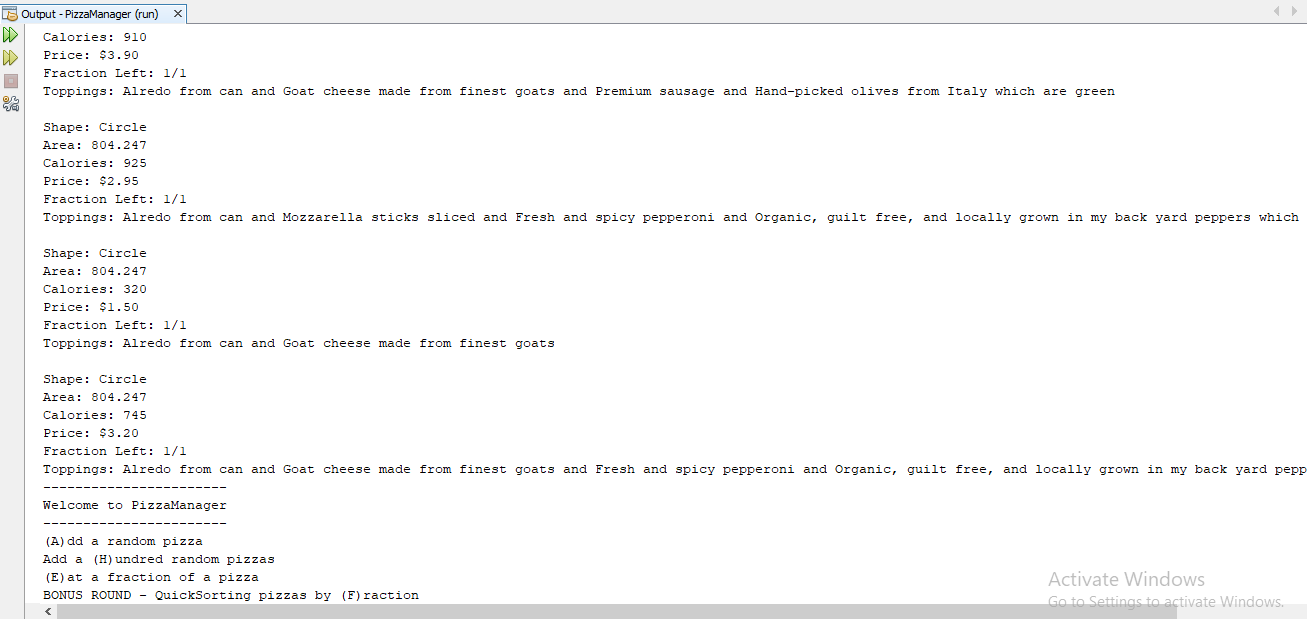 Output - PizzaManager (run)
Calories: 910
Price: $3.90
Fraction Left: 1/1
Toppings: Alredo from can and Goat cheese made from finest goats and Premium sausage and Hand-picked olives from Italy which are green
Shape: Circle
Area: 804.247
Calories: 925
Price: $2.95
Fraction Left: 1/1
Toppings: Alredo from can and Mozzarella sticks sliced and Fresh and spicy pepperoni and Organic, guilt free, and locally grown in my back yard peppers which
Shape: Circle
Area: 804.247
Calories: 320
Price: $1.50
Fraction Left: 1/1
Toppings: Alredo from can and Goat cheese made from finest goats
Shape: Circle
Area: 804.247
Calories: 745
Price: $3.20
Fraction Left: 1/1
Toppings: Alredo from can and Goat cheese made from finest goats and Fresh and spicy pepperoni and Organic, guilt free, and locally grown in my back yard pepp
-----------------------
Welcome to PizzaManager
-----------------------
(A)dd a random pizza
Add a (H)undred random pizzas
(E)at a fraction of a pizza
BONUS ROUND - QuickSorting pizzas by (F)raction
Activate Windows
Go to Settings to activate Windows.